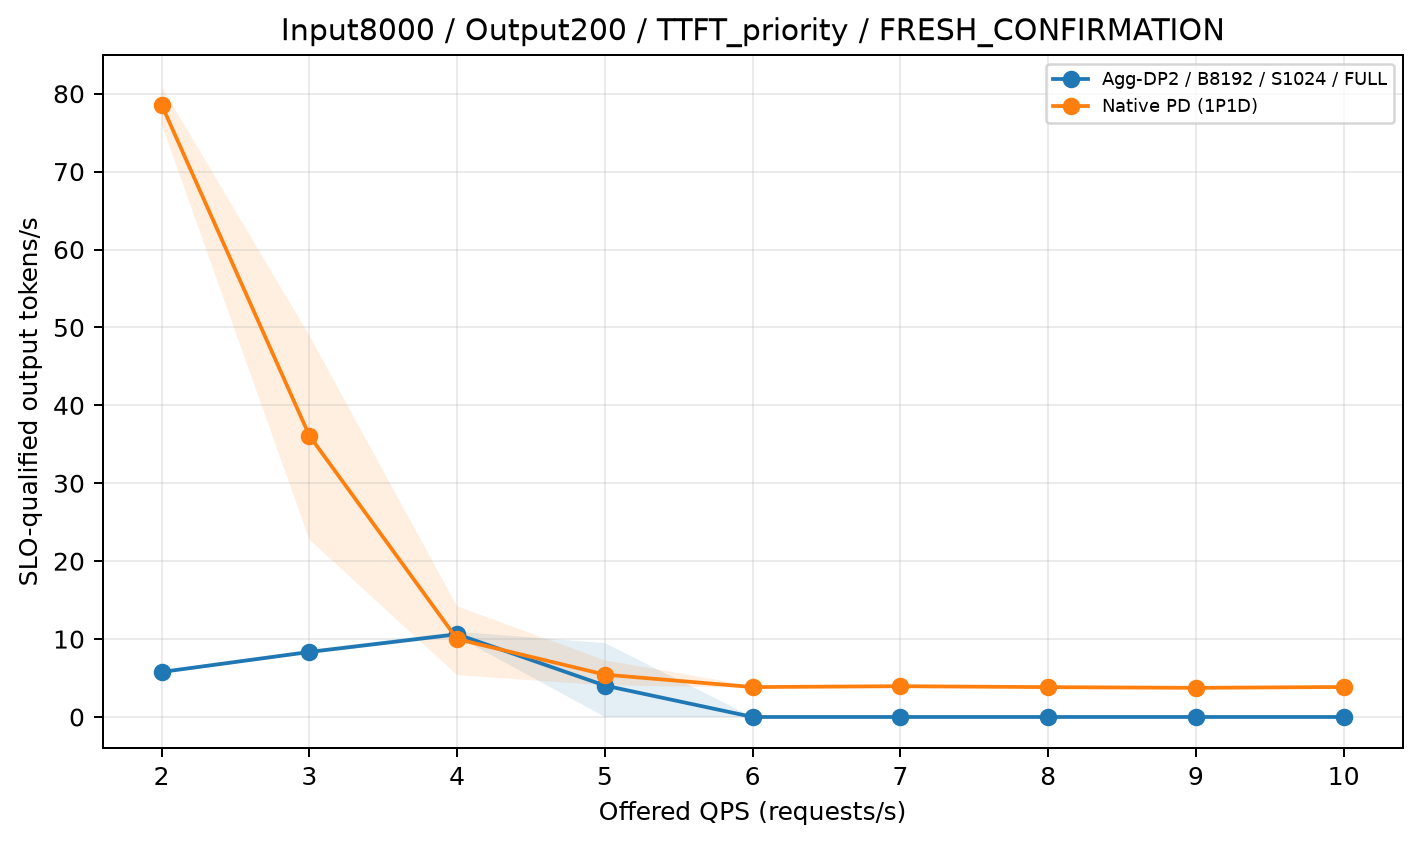 Input8000 / Output200 / TTFT_priority / FRESH_CONFIRMATION
Agg-DP2 / B8192 / S1024 / FULL
Native PD (1P1D)
SLO-qualified output tokens/s
80
70
60
50
40
30
20
10
0
2 3 4 5 6 7 8 9 10
Offered QPS (requests/s)